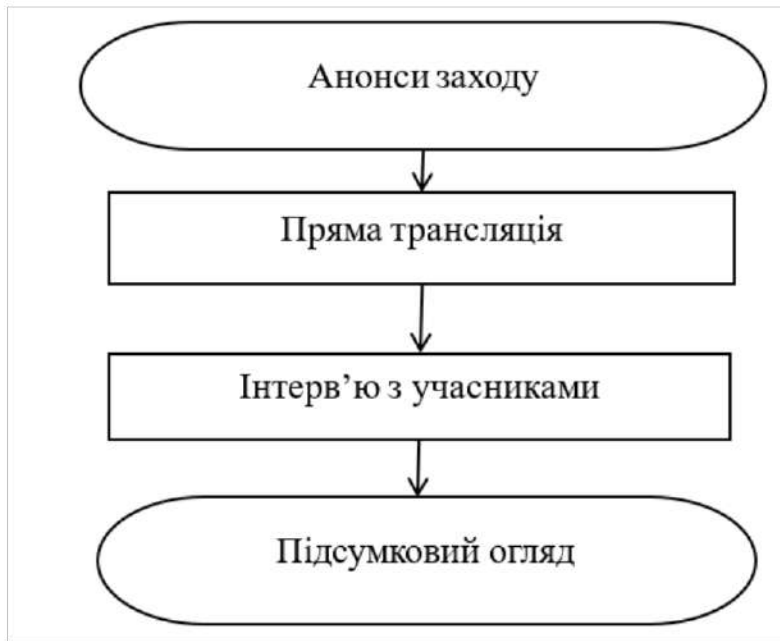 Анонси заходу
Пряма трансляція
Інтерв’ю з учасниками
Підсумковий огляд